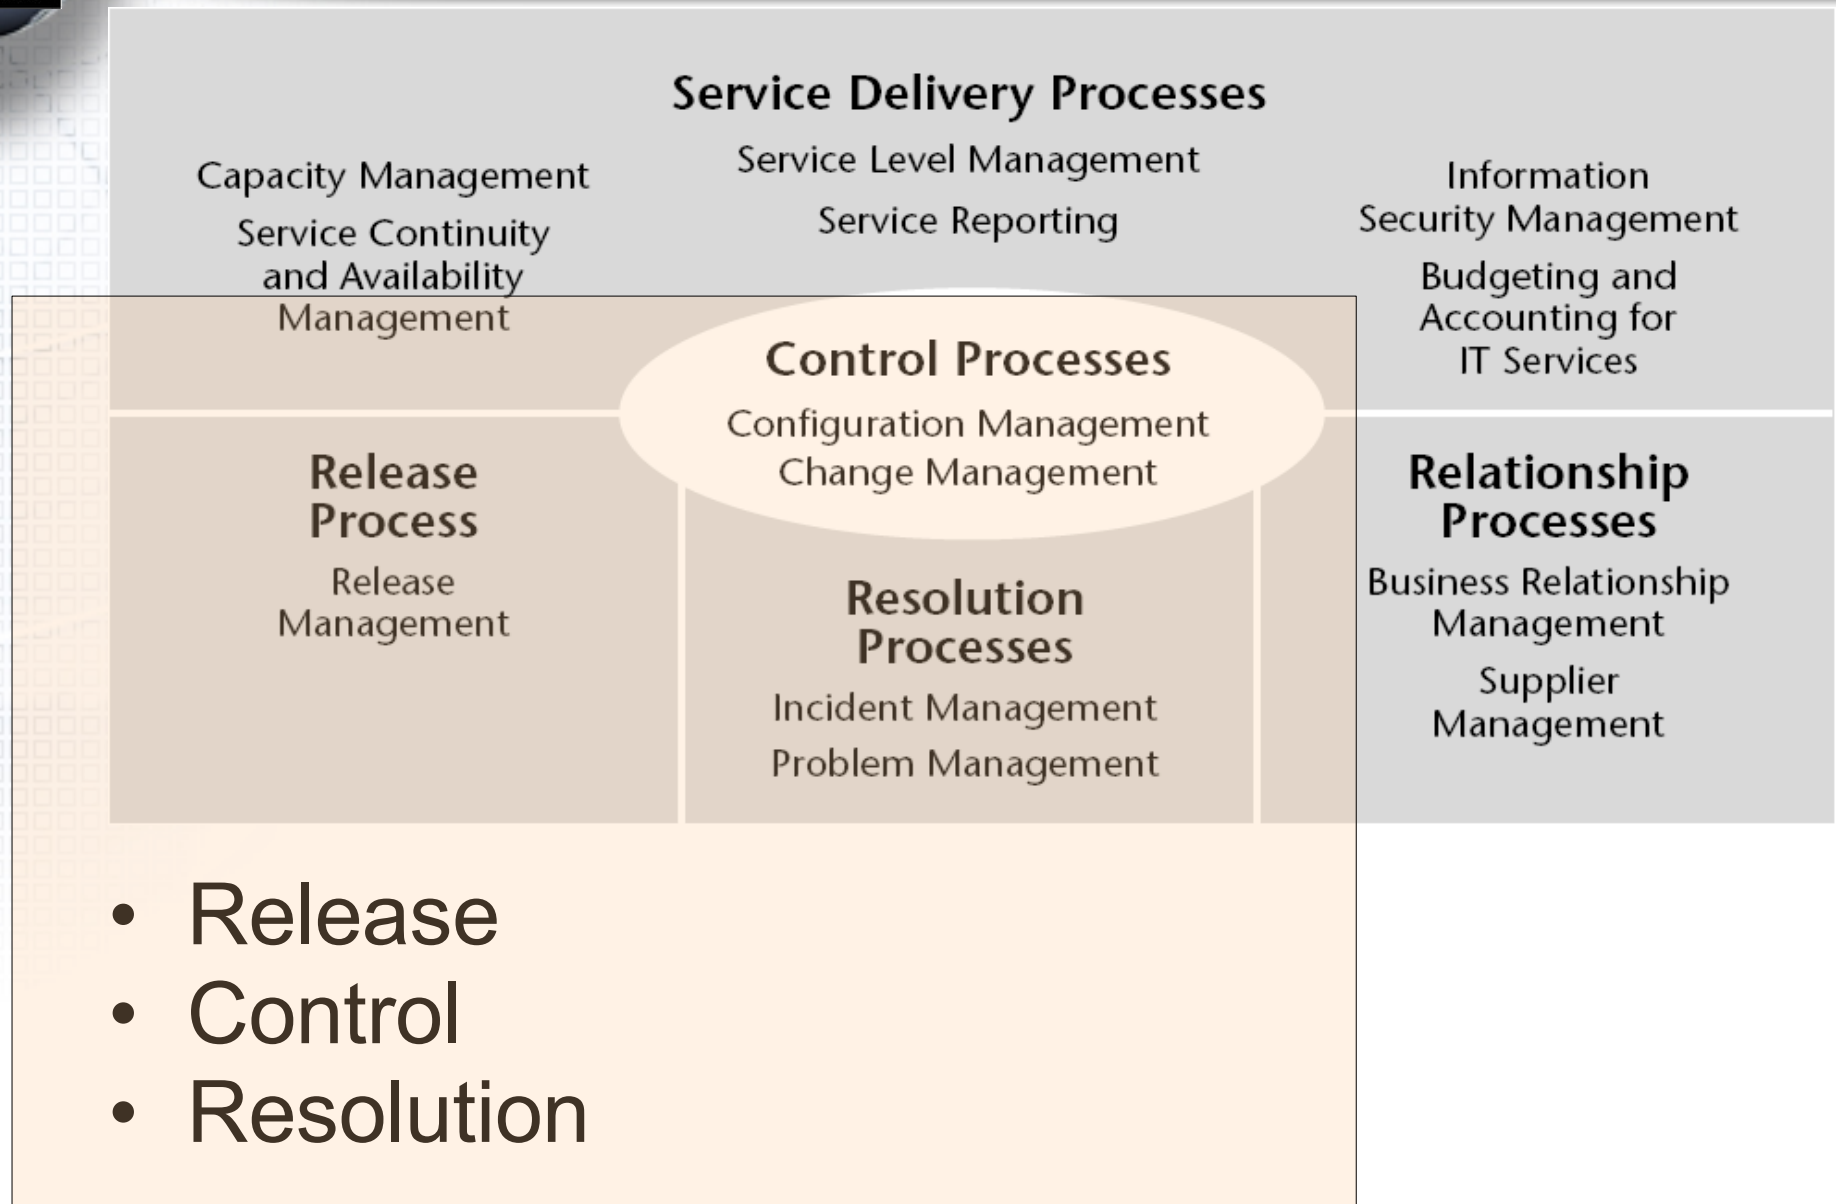 Service Delivery Processes
Capacity Management
Service Continuity
and Availability
Management
Service Level Management
Service Reporting
Information
Security Management
Budgeting and
Accounting for
IT Services
Control Processes
Configuration Management
Change Management
Release
Process
Release
Management
Resolution
Processes
Incident Management
Problem Management
Relationship
Processes
Business Relationship
Management
Supplier
Management
• Release
• Control
• Resolution